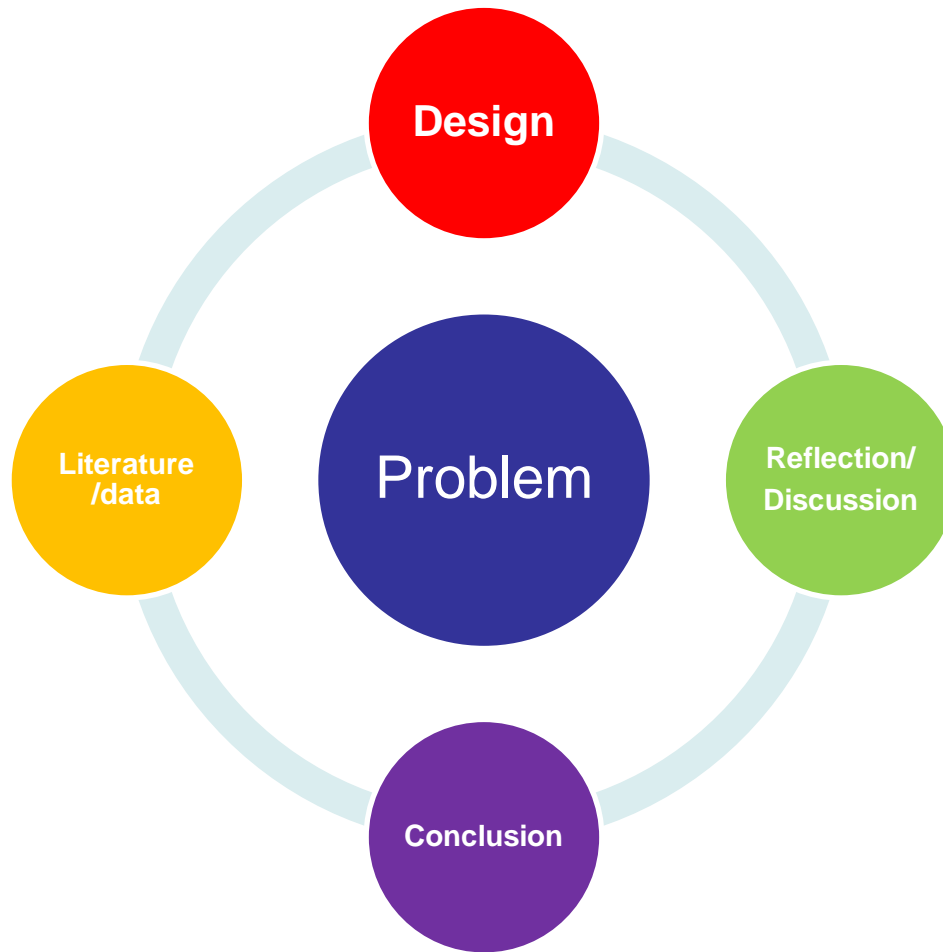 Design
Literature
/data
Problem
Reflection/
Discussion
Conclusion